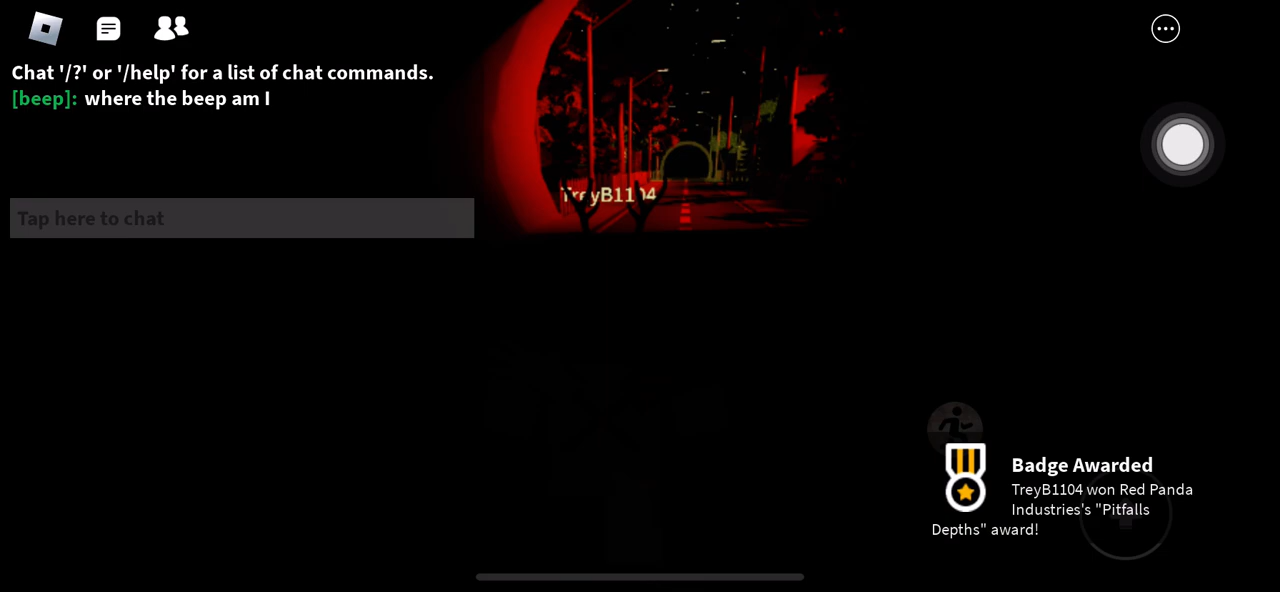 Chat '/?' or '/help' for a list of chat commands.
[beep]: where the beep am I
TreyB1104
Tap here to chat
Badge Awarded
TreyB1104 won Red Panda
Industries's "Pitfalls
Depths" award!